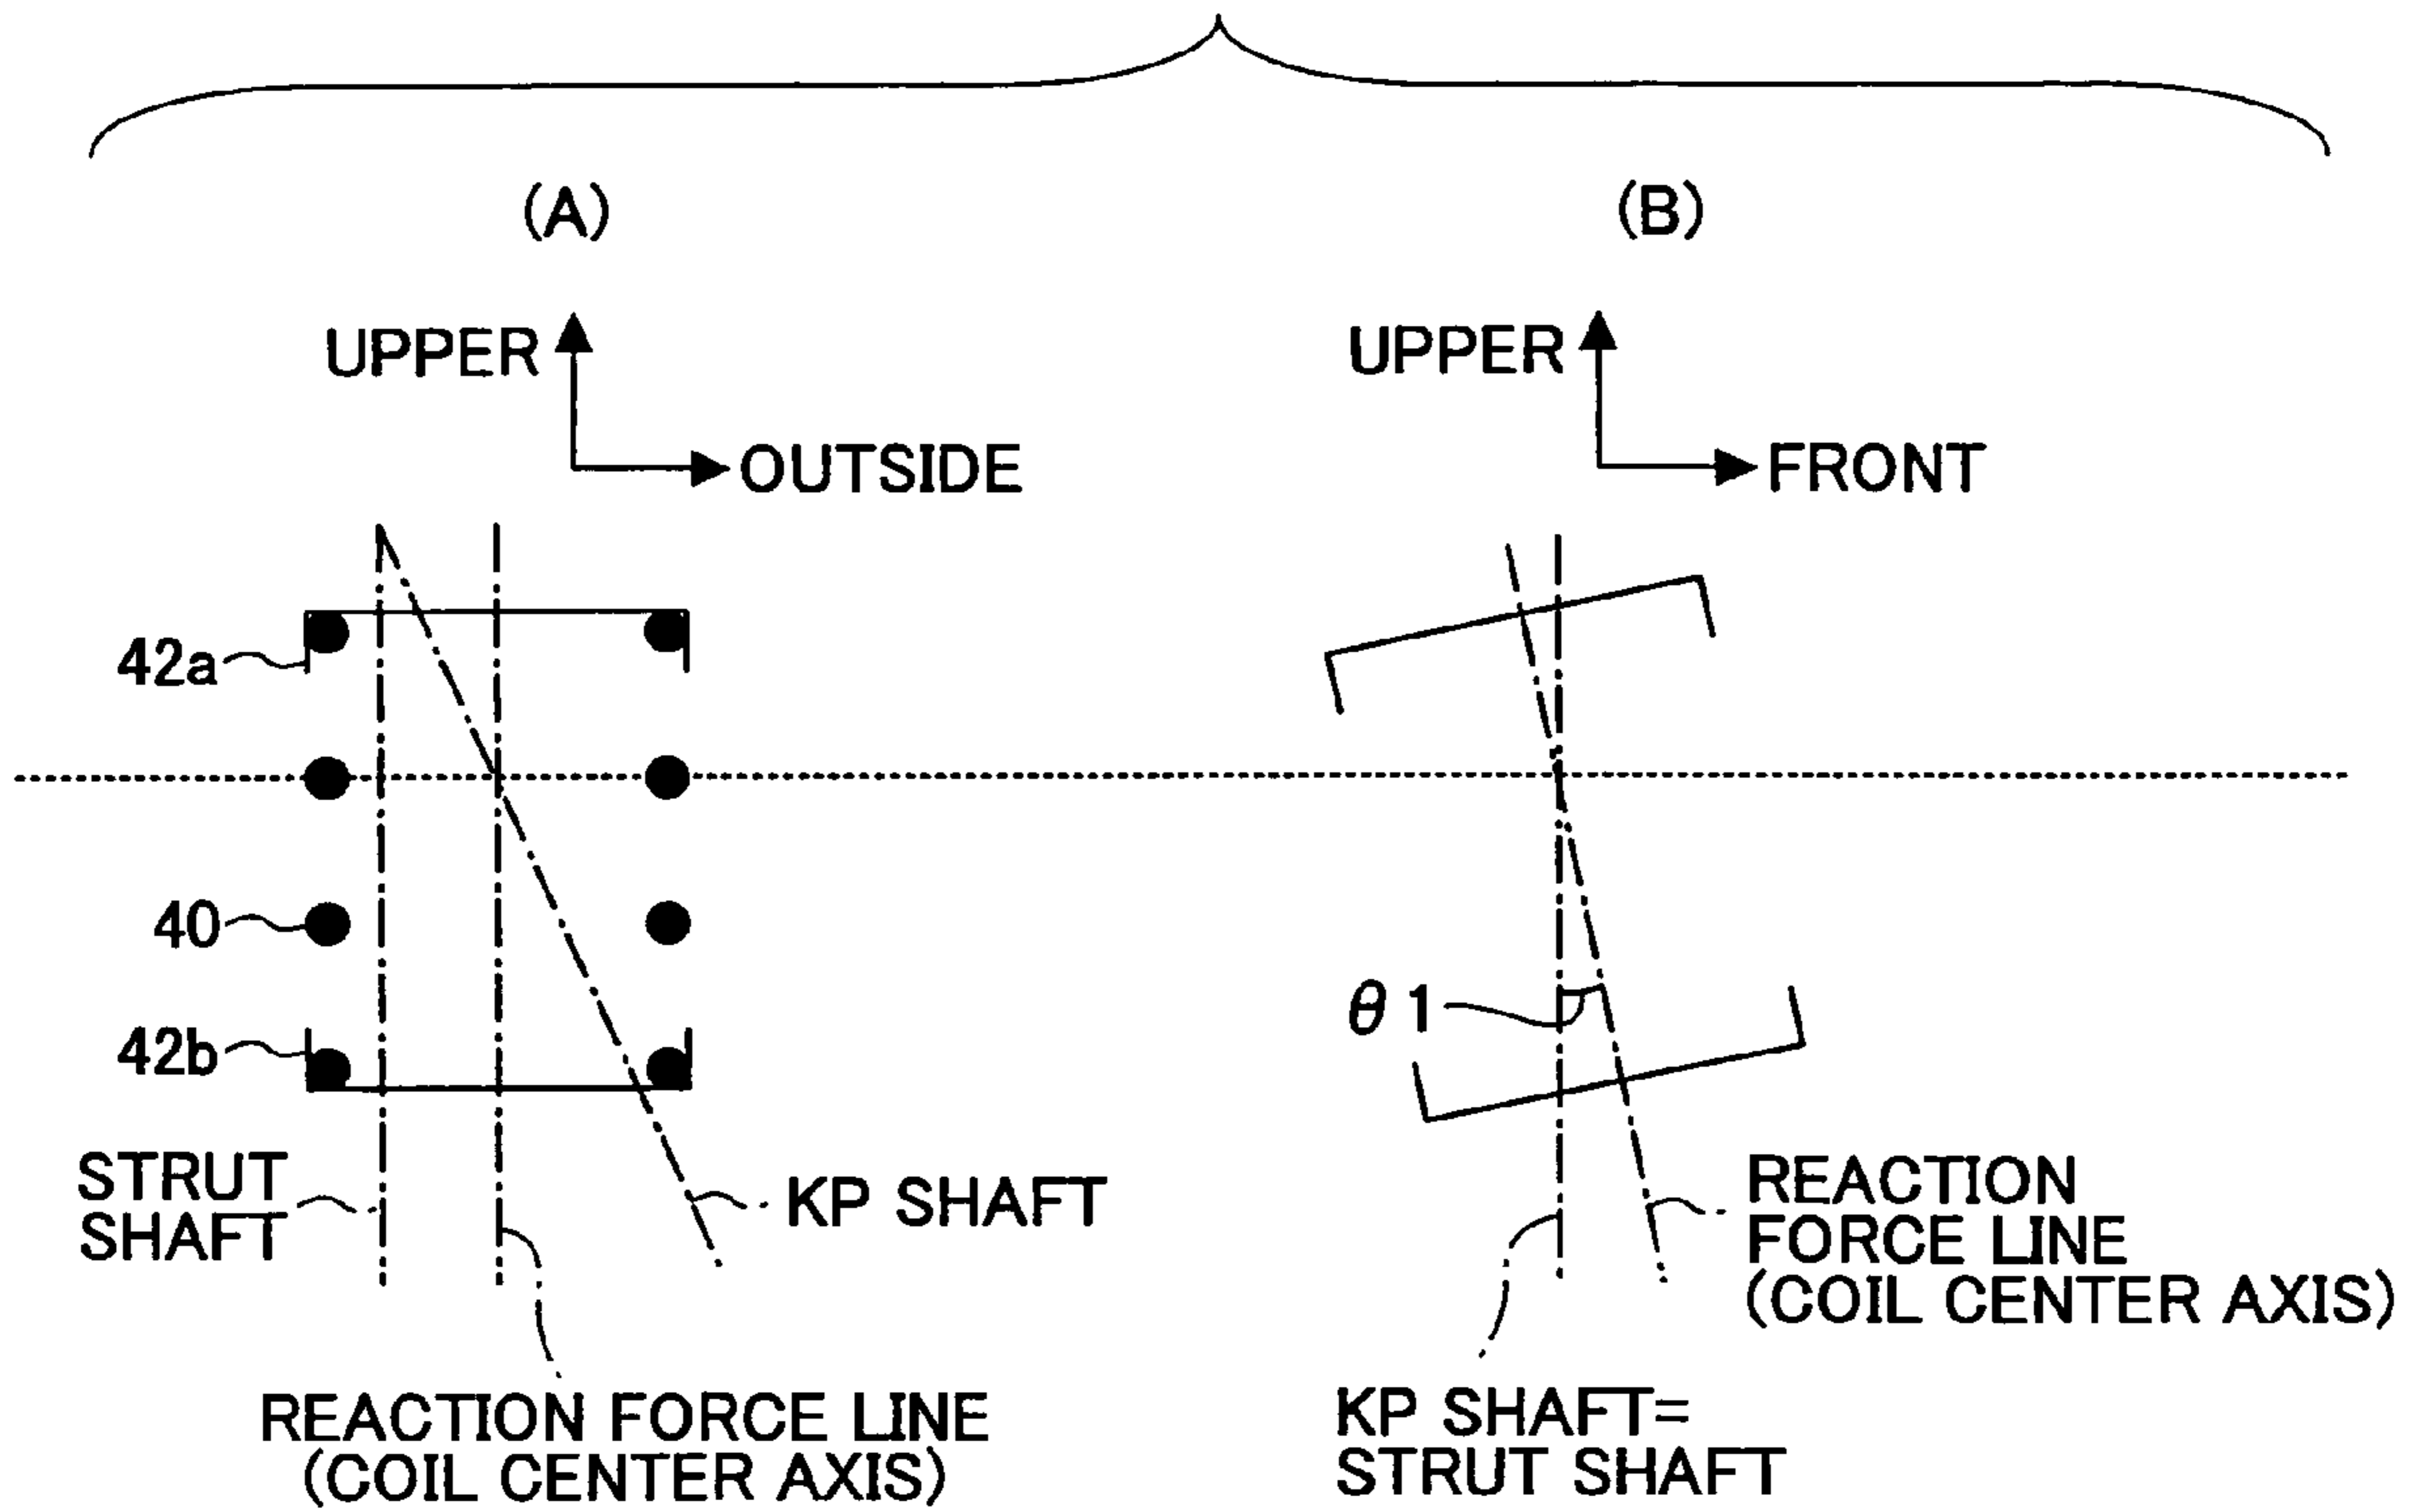 (A)
UPPER
OUTSIDE
42a
40
42b
STRUT
SHAFT
KP SHAFT
REACTION FORCE LINE
(COIL CENTER AXIS)
(B)
UPPER
FRONT
θ1
REACTION
FORCE LINE
(COIL CENTER AXIS)
KP SHAFT=
STRUT SHAFT